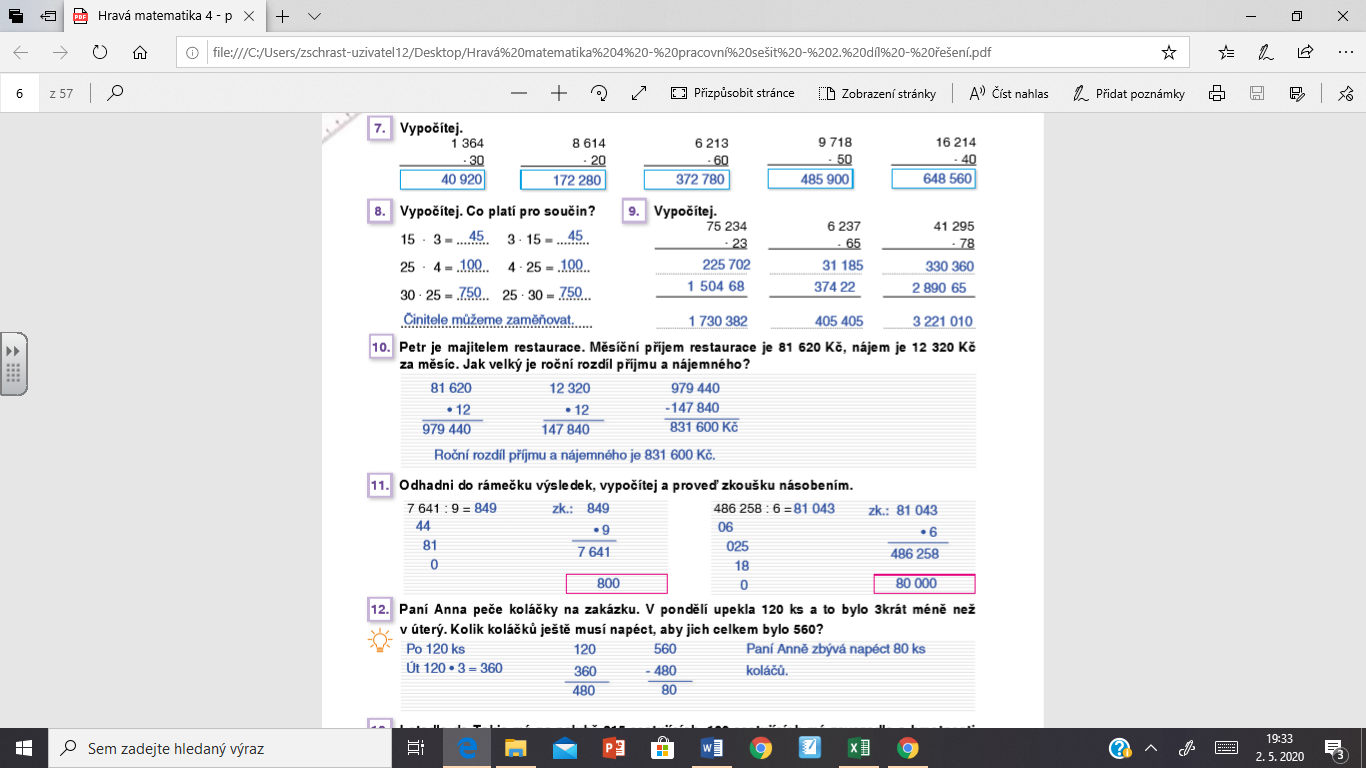 Hravá matematika 4 - p
file:///C:/Users/zschrast-uzivatel12/Desktop/Hravá%20matematika%204%20-%20pracovní%20sešit%20-%202.%20díl%20-%20řešení.pdf
6 z 57 Přizpůsobit stránce Zobrazení stránky Číst nahlas Přidat poznámky
7. Vypočítej.
1 364 8 614 6 213 9 718 16 214
· 30 · 20 · 60 · 50 · 40
40 920 172 280 372 780 485 900 648 560
8. Vypočítej. Co platí pro součin?
15 · 3 = 45 3 · 15 = 45
25 · 4 = 100 4 · 25 = 100
30 · 25 = 750 25 · 30 = 750
Činitele můžeme zaměňovat.
9. Vypočítej.
75 234 6 237 41 295
· 23 · 65 · 78
225 702 31 185 330 360
1 504 68 374 22 2 890 65
1 730 382 405 405 3 221 010
10. Petr je majitelem restaurace. Měsíční příjem restaurace je 81 620 Kč, nájem je 12 320 Kč
za měsíc. Jak velký je roční rozdíl příjmu a nájemného?
81 620 12 320 979 440
• 12 • 12 -147 840
979 440 147 840 831 600 Kč
Roční rozdíl příjmu a nájemného je 831 600 Kč.
11. Odhadni do rámečku výsledek, vypočítej a proveď zkoušku násobením.
7 641 : 9 = 849 zk.: 849
44 • 9
81 7 641
0
800
486 258 : 6 = 81 043 zk.: 81 043
06 • 6
025 486 258
18
0 80 000
12. Paní Anna peče koláčky na zakázku. V pondělí upekla 120 ks a to bylo 3krát méně než
v úterý. Kolik koláčků ještě musí napéct, aby jich celkem bylo 560?
Po 120 ks 120 560 Paní Anně zbývá napéct 80 ks
Út 120 • 3 = 360 360 - 480 koláčů.
480 80
Sem zadejte hledaný výraz
19:33
2. 5. 2020
3